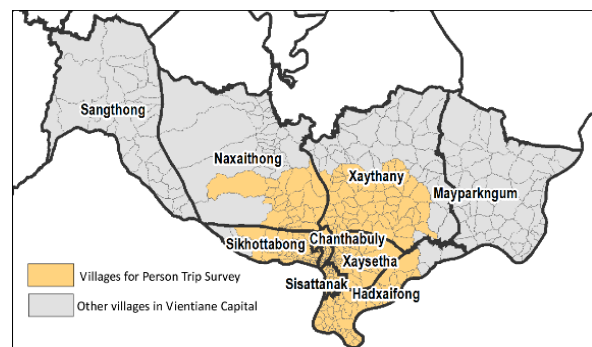 Sangthong
Naxaithong
Xaythany
Mayparkngum
Sikhottabong
Chanthabuly
Xaysetha
Sisattanak
Hadxaifong
Villages for Person Trip Survey
Other villages in Vientiane Capital